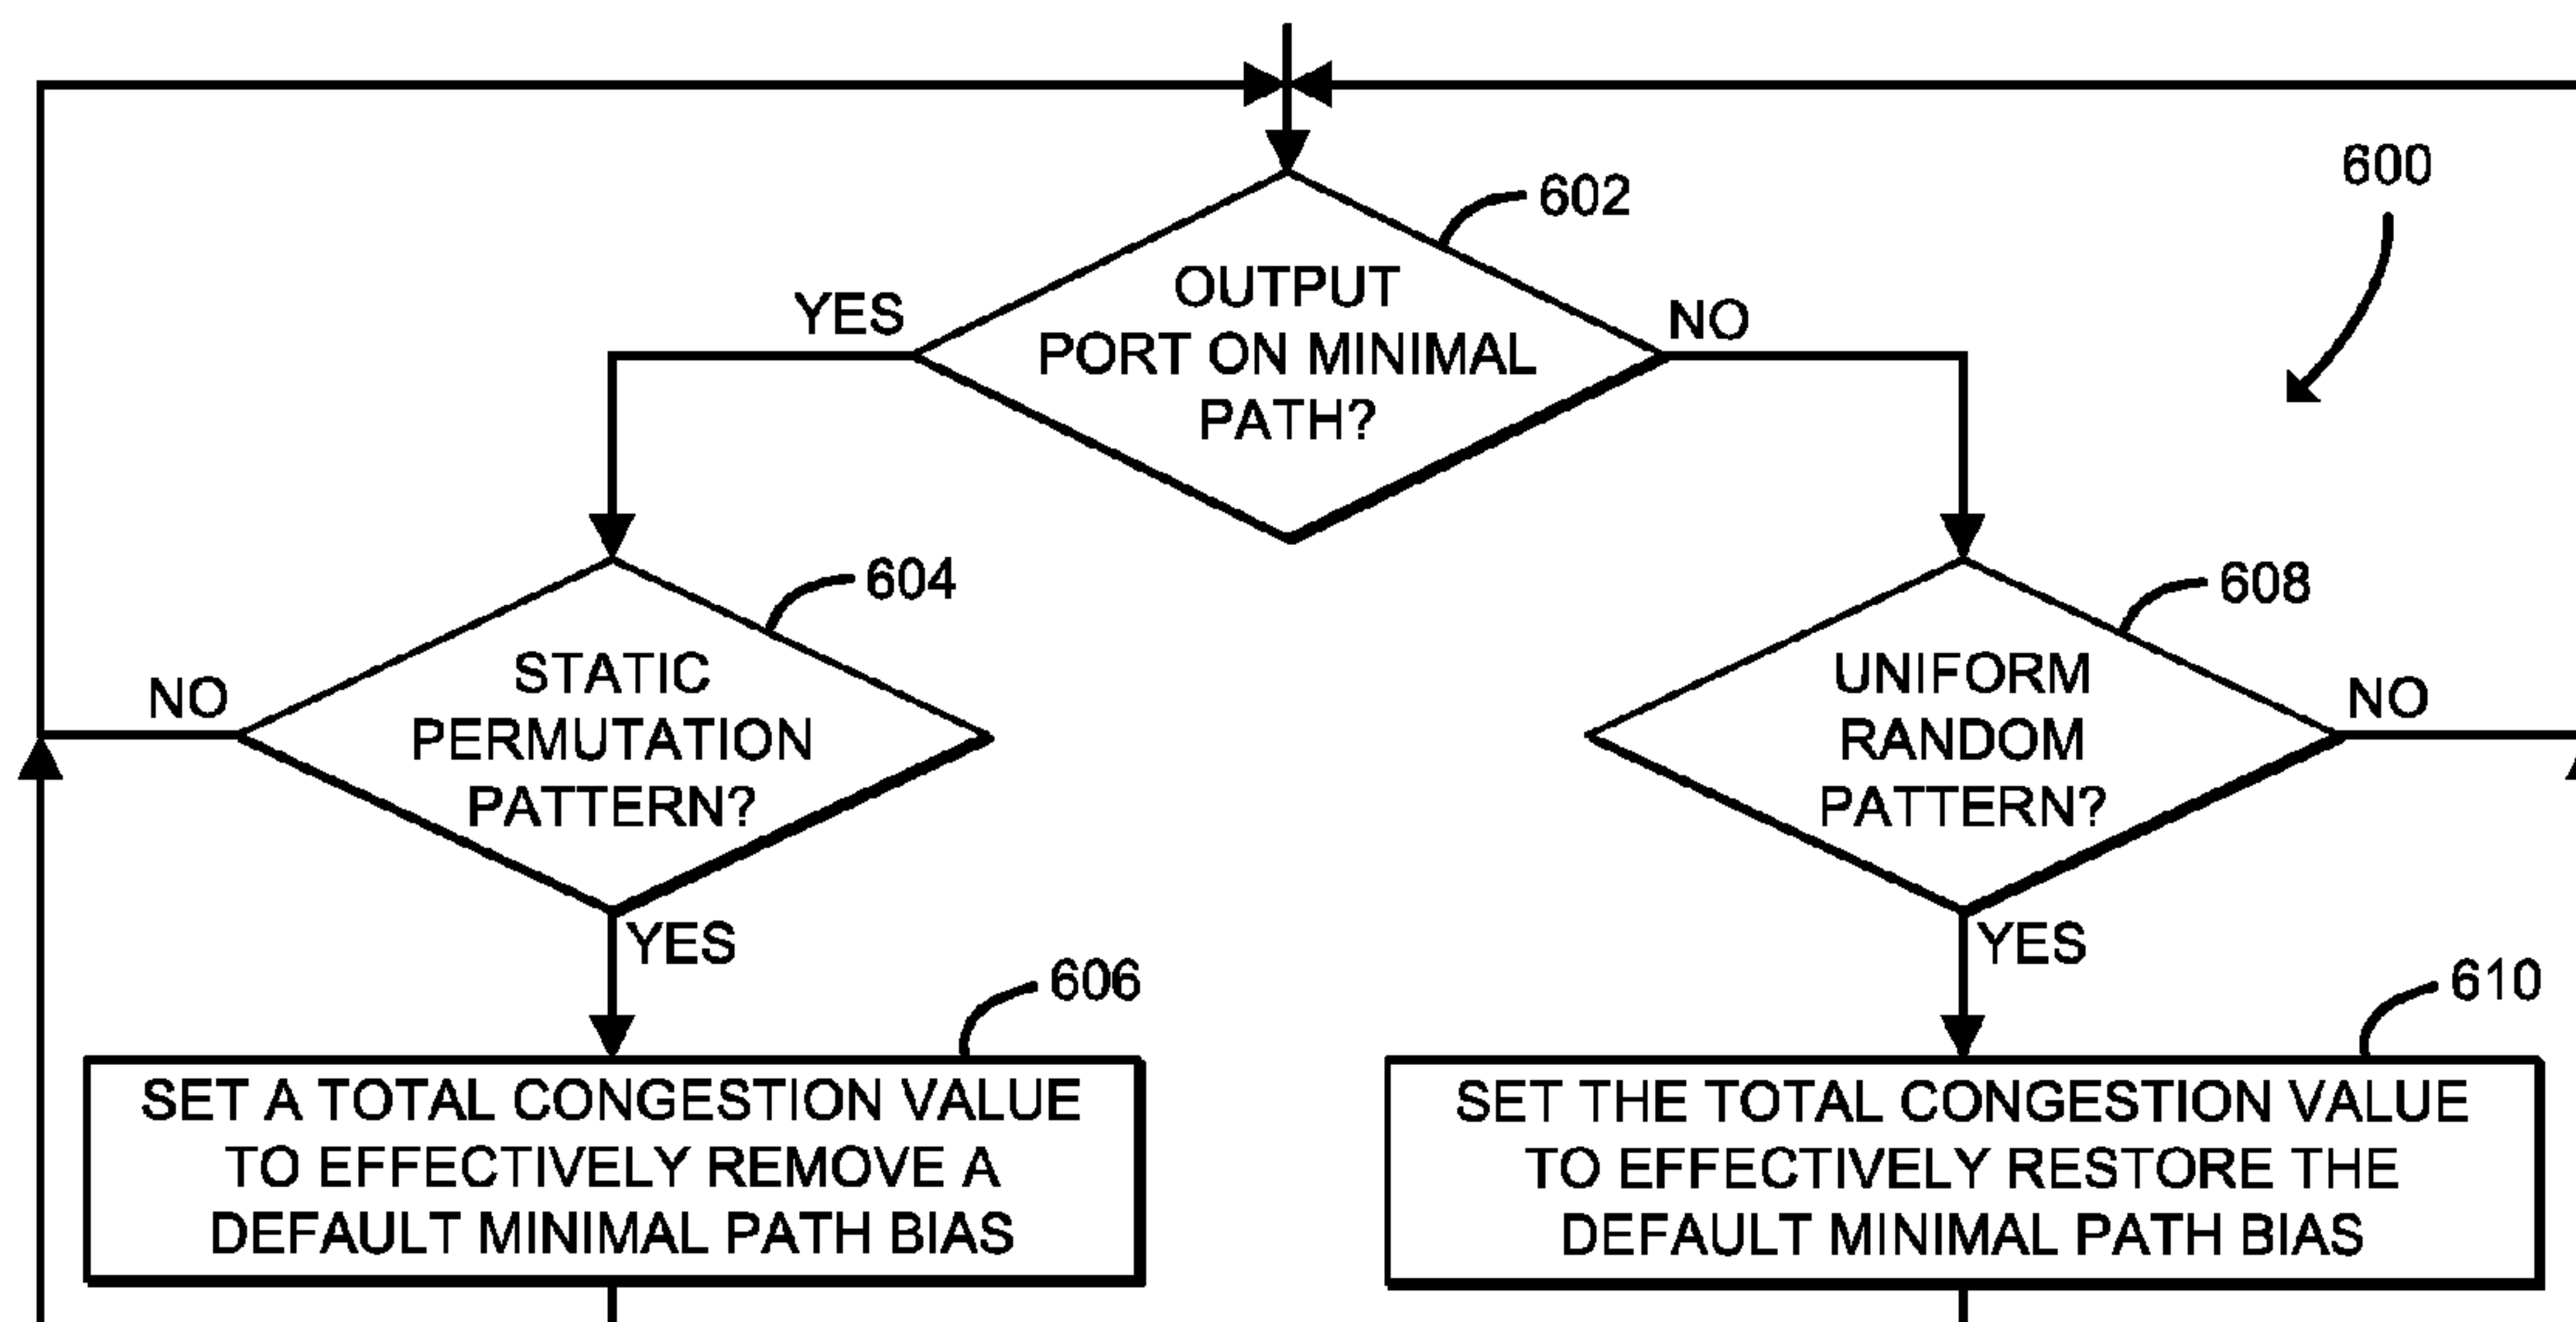 600
602
OUTPUT
PORT ON MINIMAL
PATH?
YES
NO
604
STATIC
PERMUTATION
PATTERN?
NO
YES
608
UNIFORM
RANDOM
PATTERN?
NO
YES
606
SET A TOTAL CONGESTION VALUE
TO EFFECTIVELY REMOVE A
DEFAULT MINIMAL PATH BIAS
610
SET THE TOTAL CONGESTION VALUE
TO EFFECTIVELY RESTORE THE
DEFAULT MINIMAL PATH BIAS